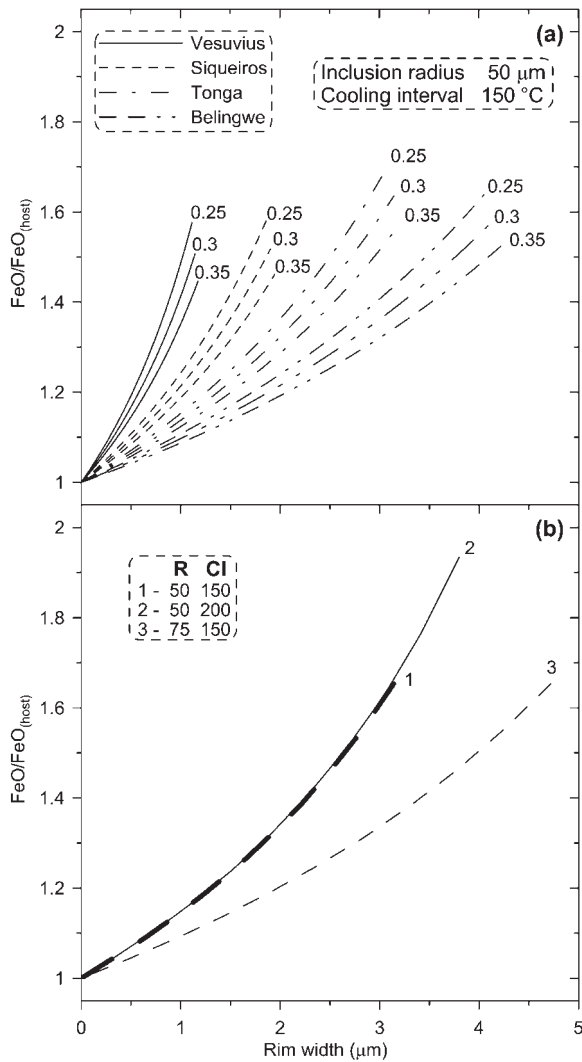 2
(a)
Vesuvius
Siqueiros
Tonga
Belingwe
Inclusion radius 50 μm
Cooling interval 150 °C
1.8
FeO/FeO(host)
1.6
1.4
1.2
1
0.25
0.3
0.35
0.25
0.3
0.35
0.25
0.3
0.35
0.25
0.3
0.35
2
(b)
R CI
1 - 50 150
2 - 50 200
3 - 75 150
2
1
3
1.8
FeO/FeO(host)
1.6
1.4
1.2
1
0 1 2 3 4 5
Rim width (μm)